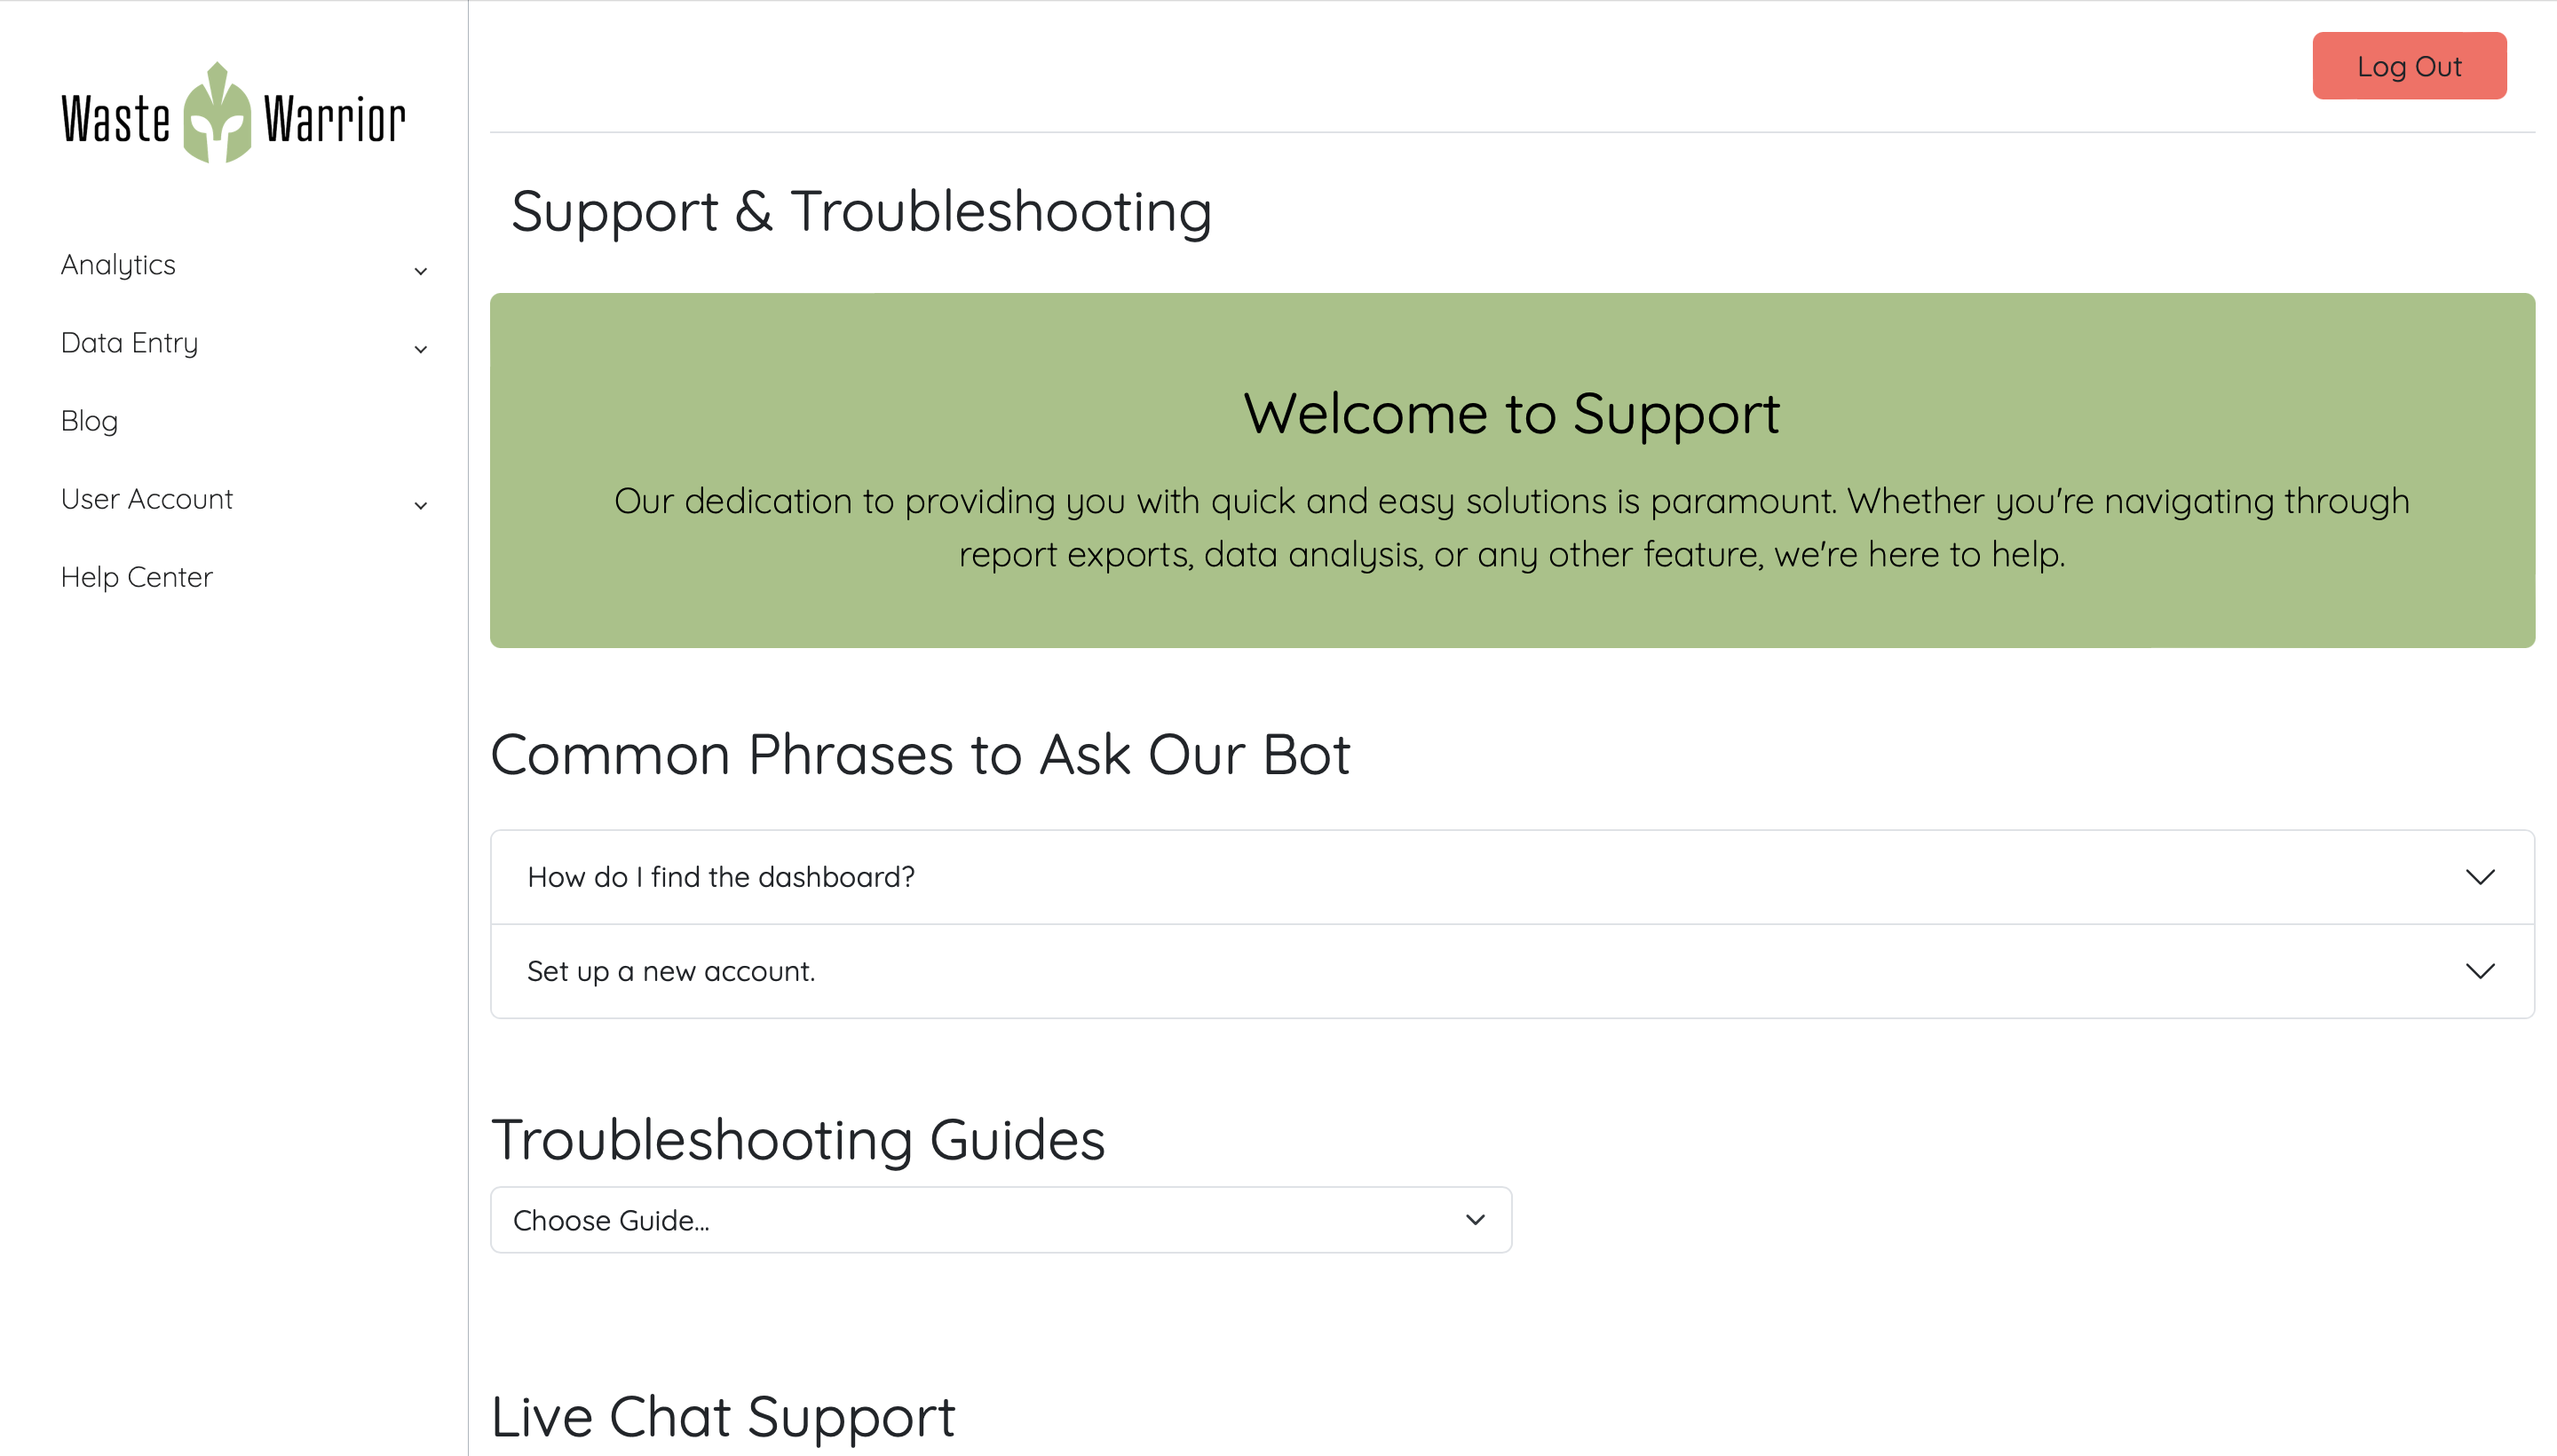 Waste Warrior
Analytics
Data Entry
Blog
User Account
Help Center
Log Out
Support & Troubleshooting
Welcome to Support
Our dedication to providing you with quick and easy solutions is paramount. Whether you're navigating through
report exports, data analysis, or any other feature, we're here to help.
Common Phrases to Ask Our Bot
How do I find the dashboard?
Set up a new account.
Troubleshooting Guides
Choose Guide...
Live Chat Support